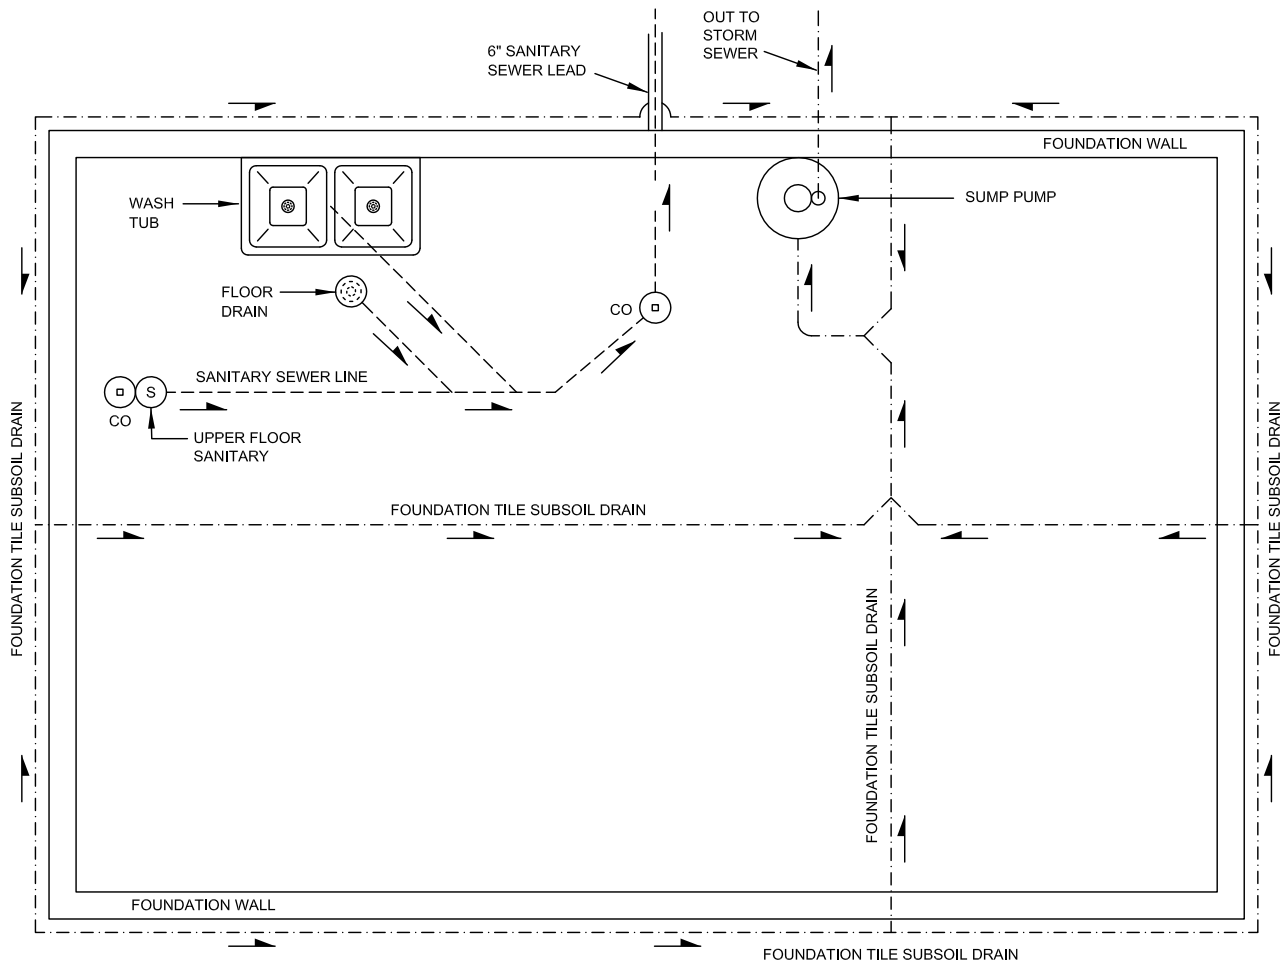 OUT TO
STORM
SEWER
6" SANITARY
SEWER LEAD
FOUNDATION WALL
WASH
TUB
SUMP PUMP
FLOOR
DRAIN
CO
SANITARY SEWER LINE
S
CO
UPPER FLOOR
SANITARY
FOUNDATION TILE SUBSOIL DRAIN
FOUNDATION TILE SUBSOIL DRAIN
FOUNDATION TILE SUBSOIL DRAIN
FOUNDATION TILE SUBSOIL DRAIN
FOUNDATION WALL
FOUNDATION TILE SUBSOIL DRAIN